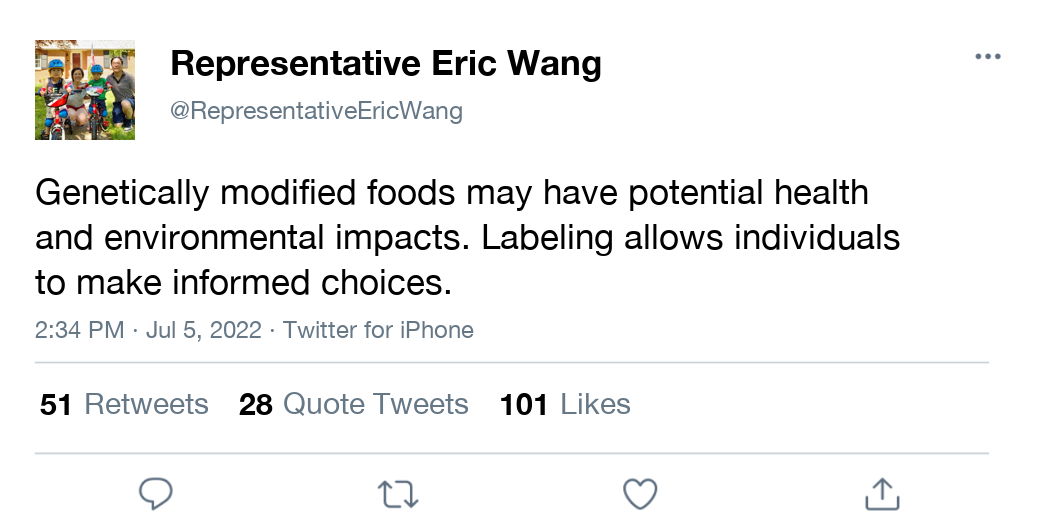 Representative Eric Wang
@RepresentativeEricWang
Genetically modified foods may have potential health
and environmental impacts. Labeling allows individuals
to make informed choices.
2:34 PM · Jul 5, 2022 · Twitter for iPhone
51 Retweets 28 Quote Tweets 101 Likes